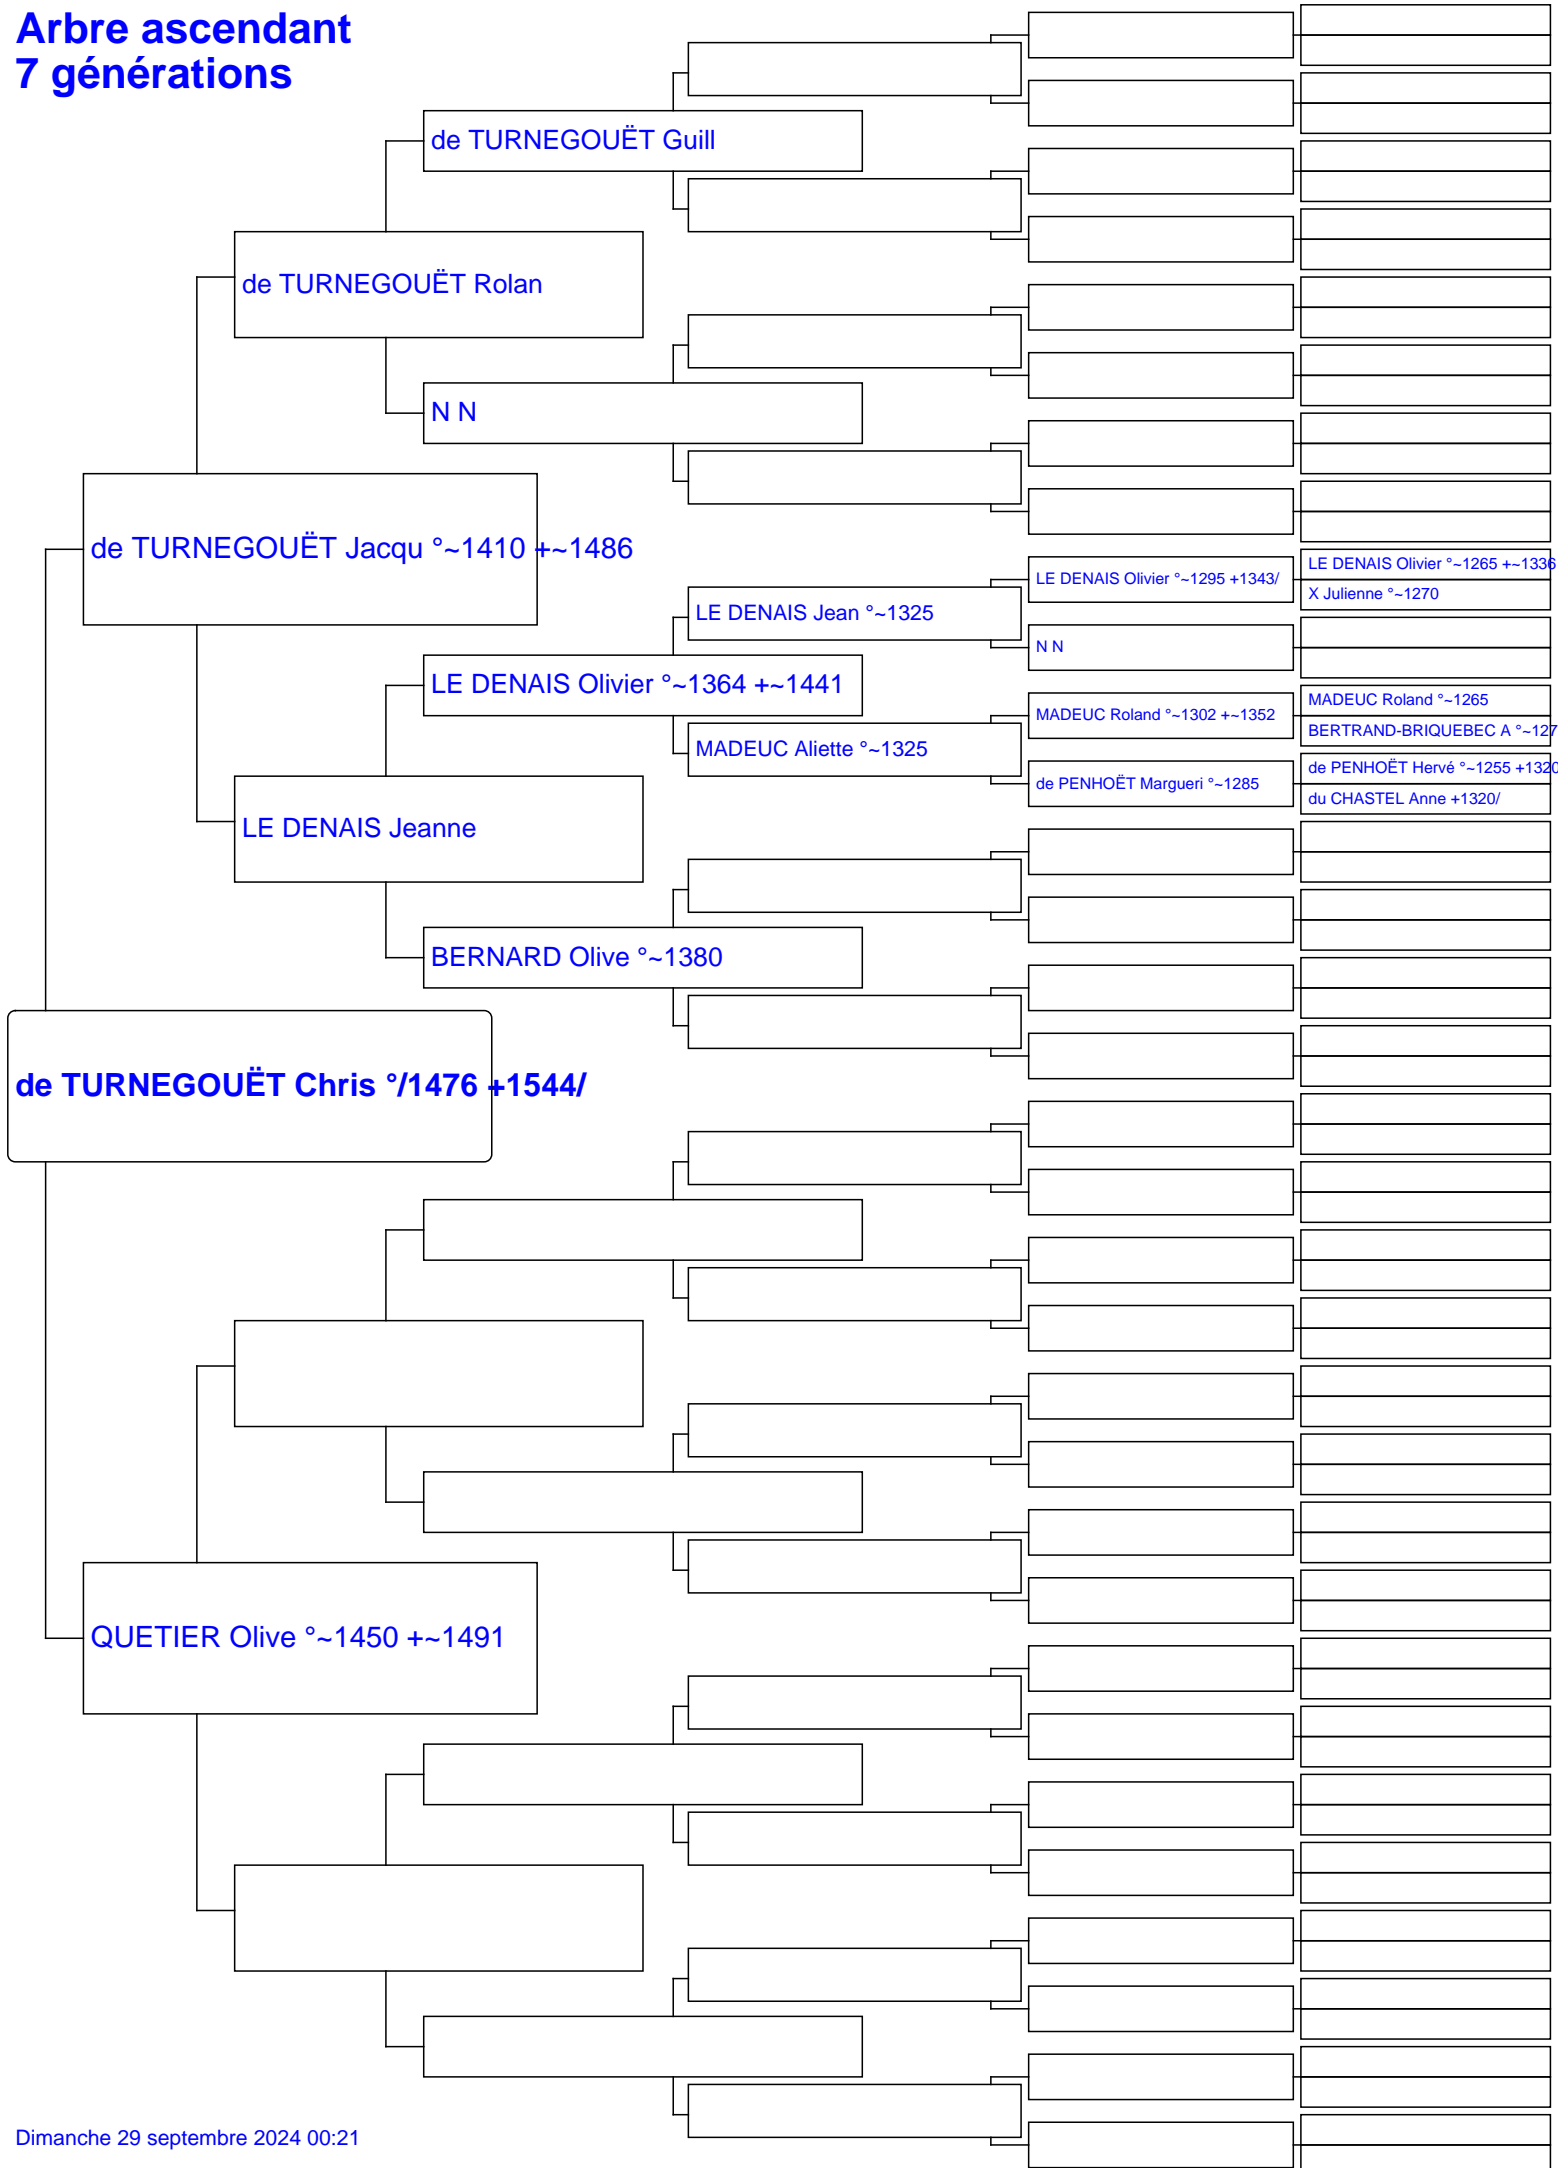 Arbre ascendant
7 générations
de TURNEGOUËT Guill
de TURNEGOUËT Rolan
N N
de TURNEGOUËT Jacqu °~1410 +~1486
LE DENAIS Olivier °~1265 +~1336
LE DENAIS Olivier °~1295 +1343/
X Julienne °~1270
LE DENAIS Jean °~1325
N N
LE DENAIS Olivier °~1364 +~1441
MADEUC Roland °~1265
MADEUC Roland °~1302 +~1352
BERTRAND-BRIQUEBEC A °~127
MADEUC Aliette °~1325
de PENHOËT Hervé °~1255 +1320
de PENHOËT Margueri °~1285
du CHASTEL Anne +1320/
LE DENAIS Jeanne
BERNARD Olive °~1380
de TURNEGOUËT Chris °/1476 +1544/
QUETIER Olive °~1450 +~1491
Dimanche 29 septembre 2024 00:21